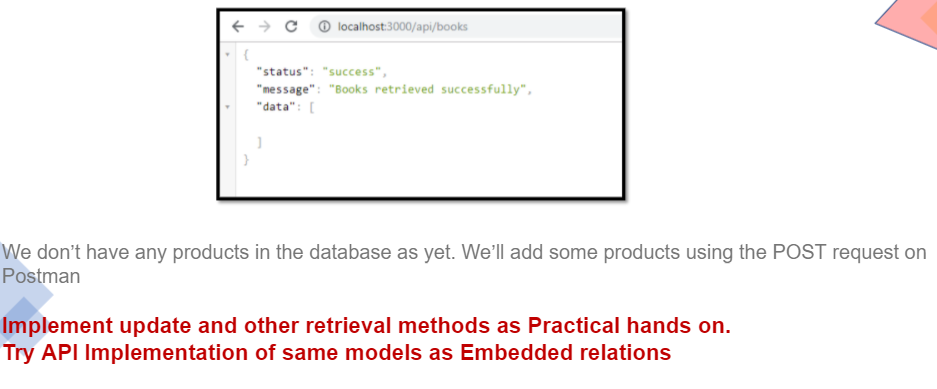 localhost:3000/api/books
{
"status": "success",
"message": "Books retrieved successfully",
"data": [
]
}
We don’t have any products in the database as yet. We’ll add some products using the POST request on
Postman
Implement update and other retrieval methods as Practical hands on.
Try API Implementation of same models as Embedded relations